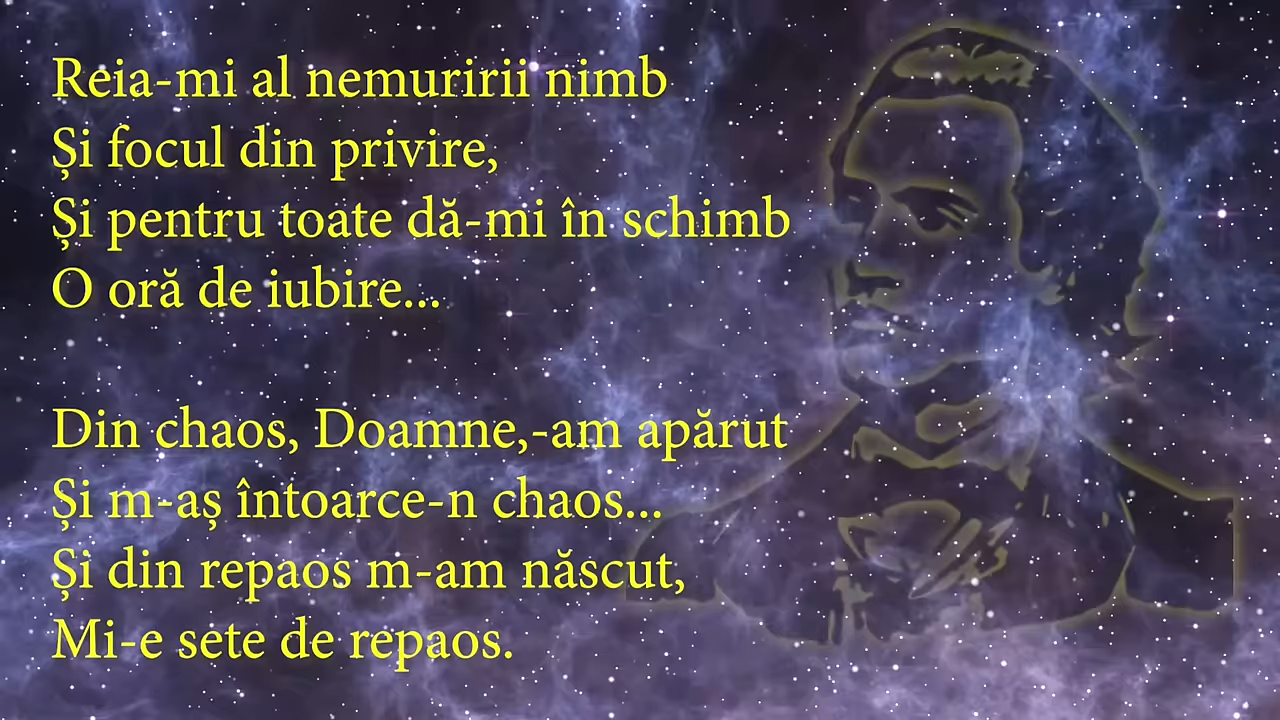 Reia-mi al nemuririi nimb
Și focul din privire,
Și pentru toate dă-mi în schimb
O oră de iubire...
Din chaos, Doamne,-am apărut
Și m-aș întoarce-n chaos...
Și din repaos m-am născut,
Mi-e sete de repaos.